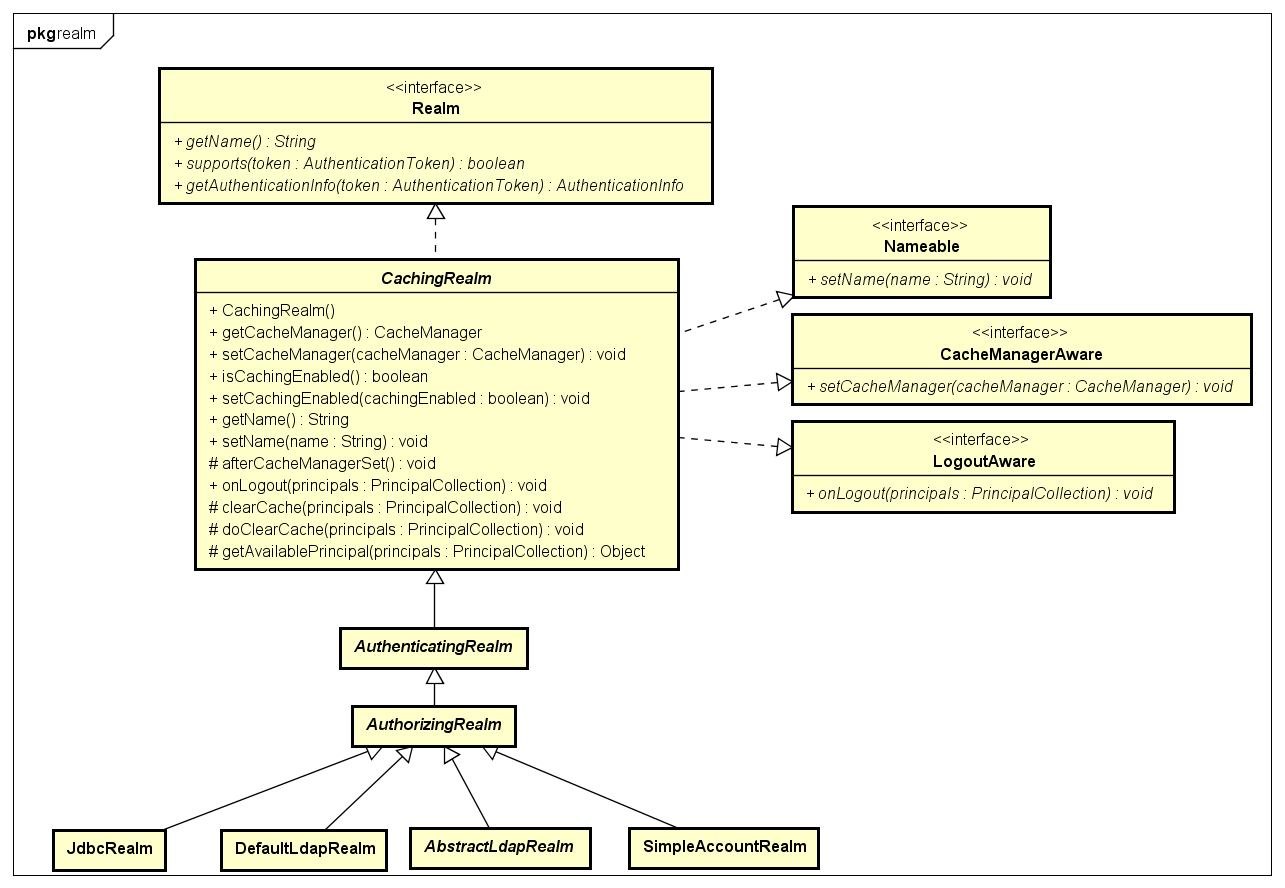 pkg realm
<<interface>>
Realm
+ getName() : String
+ supports(token : AuthenticationToken) : boolean
+ getAuthenticationInfo(token : AuthenticationToken) : AuthenticationInfo
<<interface>>
Nameable
+ setName(name : String) : void
CachingRealm
+ CachingRealm()
+ getCacheManager() : CacheManager
+ setCacheManager(cacheManager : CacheManager) : void
+ isCachingEnabled() : boolean
+ setCachingEnabled(cachingEnabled : boolean) : void
+ getName() : String
+ setName(name : String) : void
# afterCacheManagerSet() : void
+ onLogout(principals : PrincipalCollection) : void
# clearCache(principals : PrincipalCollection) : void
# doClearCache(principals : PrincipalCollection) : void
# getAvailablePrincipal(principals : PrincipalCollection) : Object
<<interface>>
CacheManagerAware
+ setCacheManager(cacheManager : CacheManager) : void
<<interface>>
LogoutAware
+ onLogout(principals : PrincipalCollection) : void
AuthenticatingRealm
AuthorizingRealm
JdbcRealm
DefaultLdapRealm
AbstractLdapRealm
SimpleAccountRealm